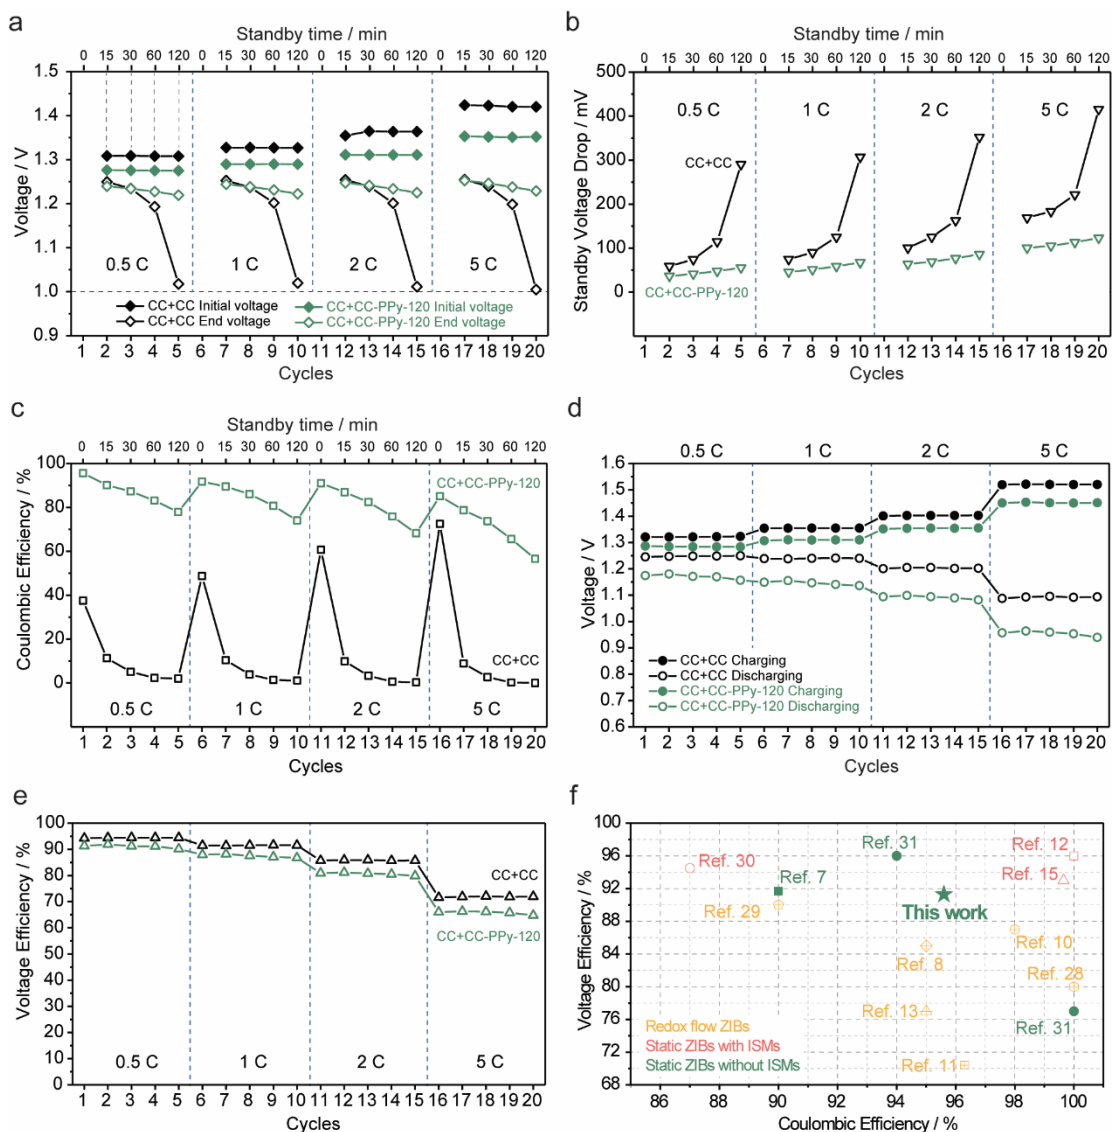 a
Standby time / min
0 15 30 60 120 0 15 30 60 120 0 15 30 60 120 0 15 30 60 120
1.5
1.4
1.3
1.2
1.1
1.0
0.9
Voltage / V
0.5 C 1 C 2 C 5 C
CC+CC Initial voltage CC+CC-PPy-120 Initial voltage
CC+CC End voltage CC+CC-PPy-120 End voltage
1 2 3 4 5 6 7 8 9 10 11 12 13 14 15 16 17 18 19 20
Cycles
b
Standby time / min
0 15 30 60 120 0 15 30 60 120 0 15 30 60 120 0 15 30 60 120
500
400
300
200
100
0
Standby Voltage Drop / mV
0.5 C 1 C 2 C 5 C
CC+CC
CC+CC-PPy-120
1 2 3 4 5 6 7 8 9 10 11 12 13 14 15 16 17 18 19 20
Cycles
c
Standby time / min
0 15 30 60 120 0 15 30 60 120 0 15 30 60 120 0 15 30 60 120
100
80
60
40
20
0
Coulombic Efficiency / %
CC+CC-PPy-120
CC+CC
0.5 C 1 C 2 C 5 C
1 2 3 4 5 6 7 8 9 10 11 12 13 14 15 16 17 18 19 20
Cycles
d
0.5 C 1 C 2 C 5 C
1.6
1.5
1.4
1.3
1.2
1.1
1.0
0.9
0.8
0.7
0.6
Voltage / V
CC+CC Charging
CC+CC Discharging
CC+CC-PPy-120 Charging
CC+CC-PPy-120 Discharging
1 2 3 4 5 6 7 8 9 10 11 12 13 14 15 16 17 18 19 20
Cycles
e
100
90
80
70
60
50
40
30
20
10
0
Voltage Efficiency / %
CC+CC
CC+CC-PPy-120
0.5 C 1 C 2 C 5 C
1 2 3 4 5 6 7 8 9 10 11 12 13 14 15 16 17 18 19 20
Cycles
f
100
96
92
88
84
80
76
72
68
Voltage Efficiency / %
Ref. 31
Ref. 12
Ref. 30
Ref. 15
Ref. 7
Ref. 29
This work
Ref. 10
Ref. 8
Ref. 28
Ref. 13
Ref. 31
Ref. 11
Redox flow ZIBs
Static ZIBs with ISMs
Static ZIBs without ISMs
86 88 90 92 94 96 98 100
Coulombic Efficiency / %